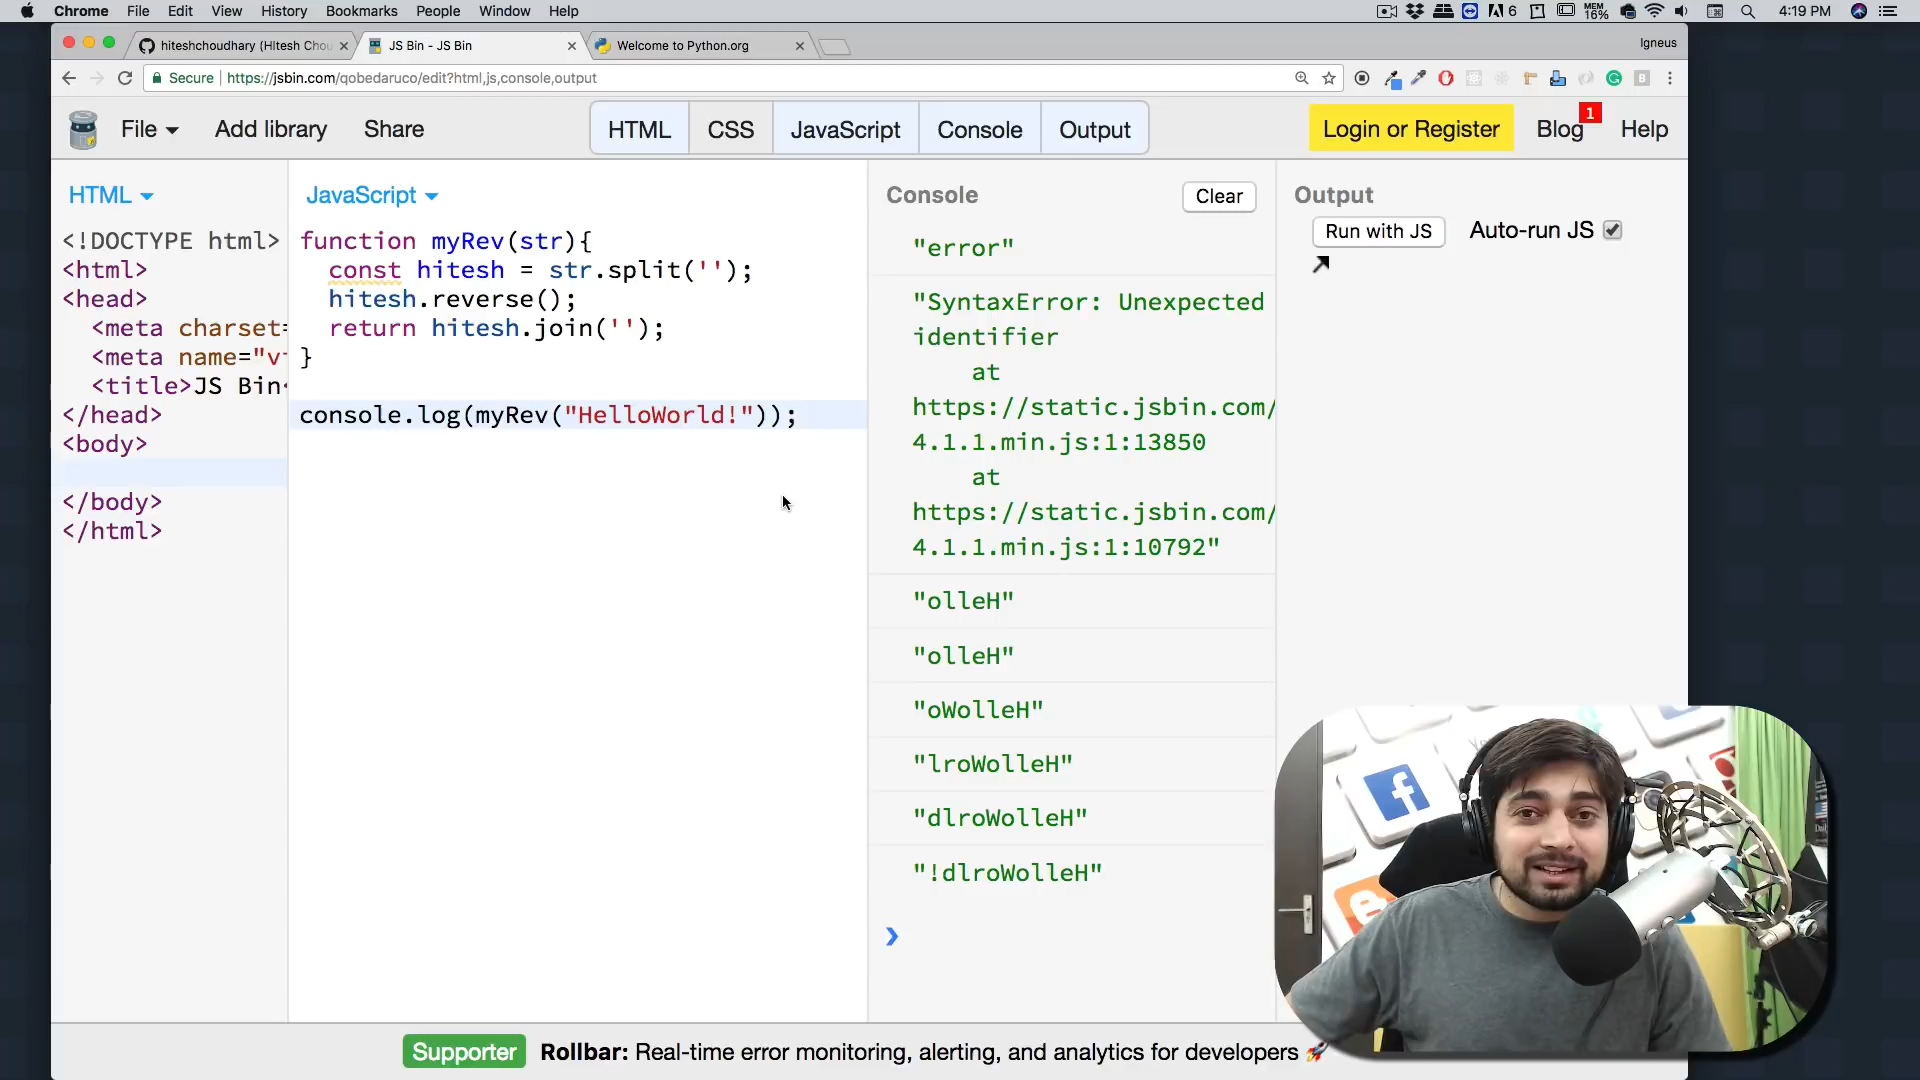 Chrome File Edit View History Bookmarks People Window Help
6 MEM 16% 4:19 PM
hiteshchoudhary (Hitesh Chou
JS Bin - JS Bin
Welcome to Python.org
Igneus
Secure https://jsbin.com/qobedaruco/edit?html,js,console,output
File Add library Share
HTML CSS JavaScript Console Output
Login or Register Blog 1 Help
HTML
<!DOCTYPE html>
<html>
<head>
<meta charset=
<meta name="vi
<title>JS Bin<
</head>
<body>
</body>
</html>
JavaScript
function myRev(str){
const hitesh = str.split('');
hitesh.reverse();
return hitesh.join('');
}
console.log(myRev("HelloWorld!"));
Console Clear
"error"
"SyntaxError: Unexpected
identifier
at
https://static.jsbin.com/
4.1.1.min.js:1:13850
at
https://static.jsbin.com/
4.1.1.min.js:1:10792"
"olleH"
"olleH"
"oWolleH"
"lroWolleH"
"dlroWolleH"
"!dlroWolleH"
Output
Run with JS Auto-run JS
Supporter Rollbar: Real-time error monitoring, alerting, and analytics for developers